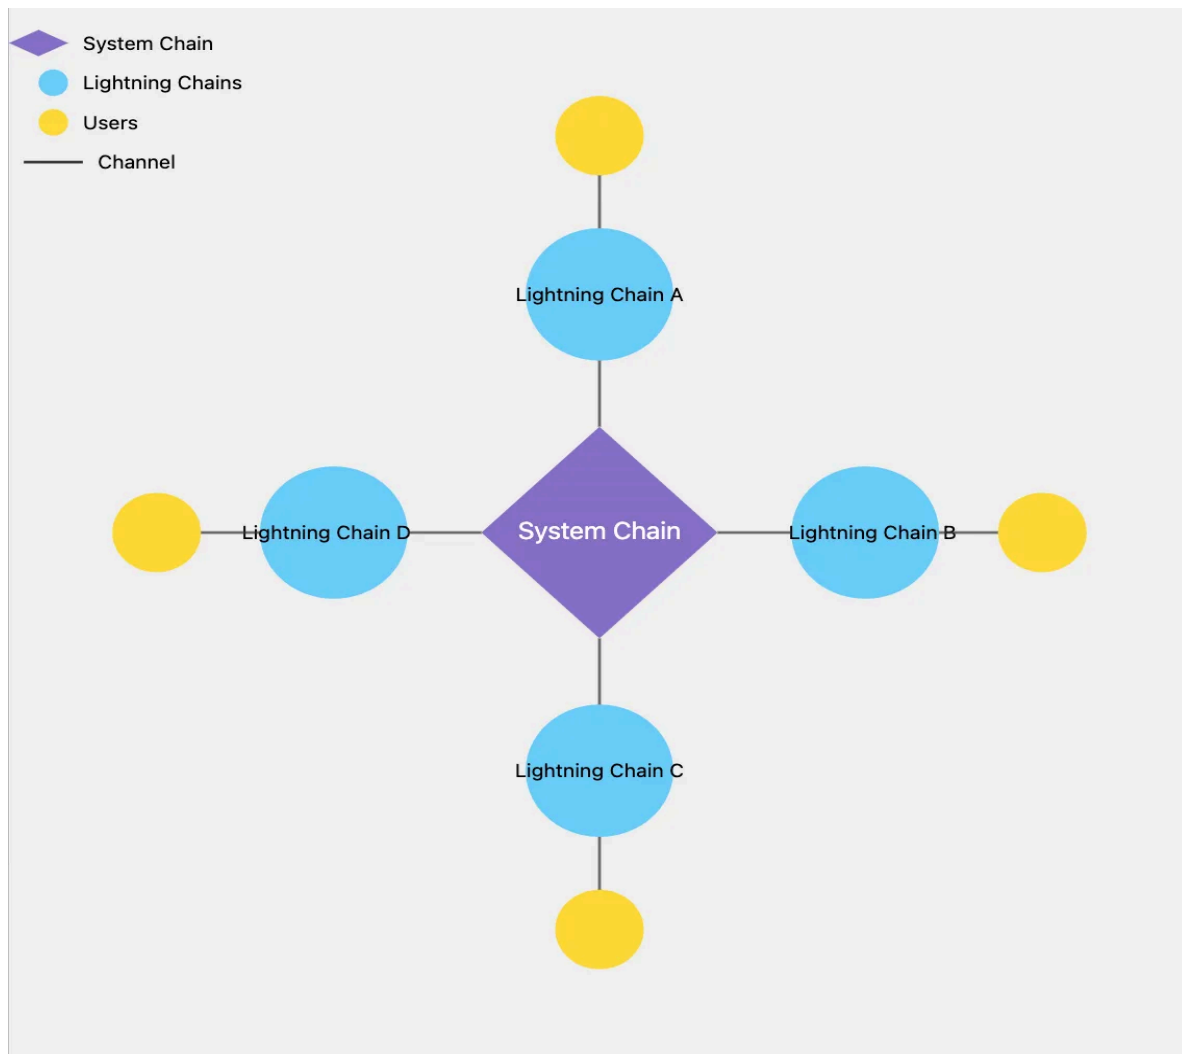 System Chain
Lightning Chains
Users
Channel
Lightning Chain A
Lightning Chain D
System Chain
Lightning Chain B
Lightning Chain C